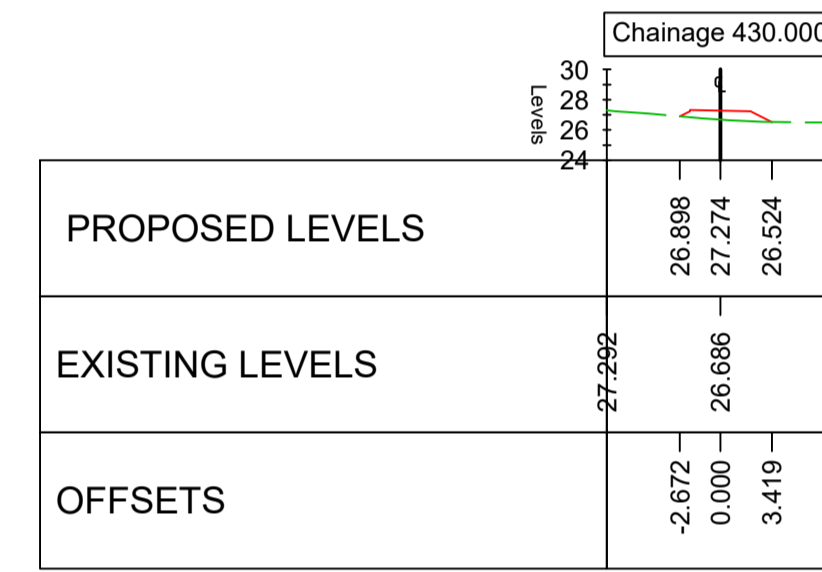 Chainage 430.000
30
28
26
24
Levels
PROPOSED LEVELS
26.898
27.274
26.524
EXISTING LEVELS
27.292
26.686
OFFSETS
-2.672
0.000
3.419